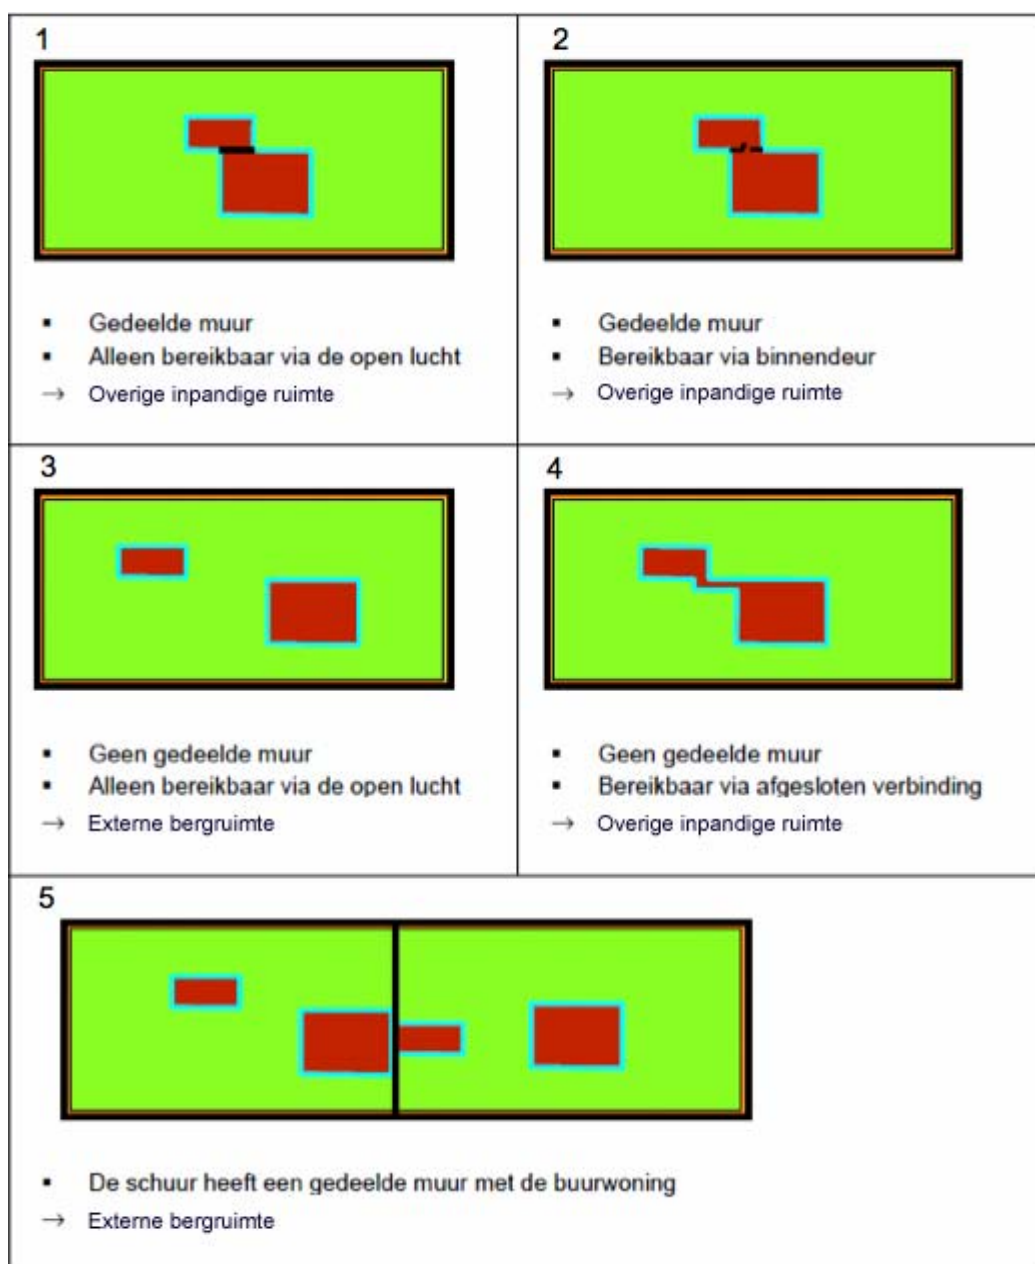 1
▪ Gedeelde muur
▪ Alleen bereikbaar via de open lucht
→ Overige inpandige ruimte
2
▪ Gedeelde muur
▪ Bereikbaar via binnendeur
→ Overige inpandige ruimte
3
▪ Geen gedeelde muur
▪ Alleen bereikbaar via de open lucht
→ Externe bergruimte
4
▪ Geen gedeelde muur
▪ Bereikbaar via afgesloten verbinding
→ Overige inpandige ruimte
5
▪ De schuur heeft een gedeelde muur met de buurwoning
→ Externe bergruimte